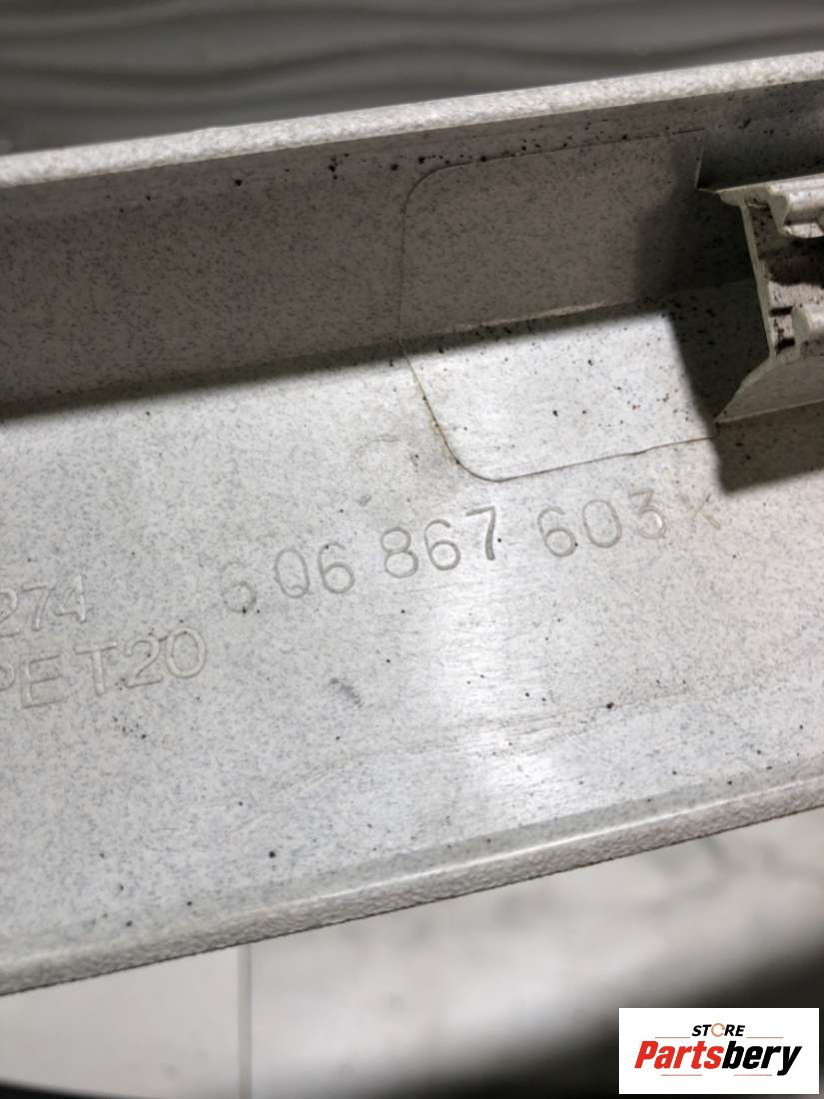 274
PET20
6Q6 867 603 K
STORE
Partsbery